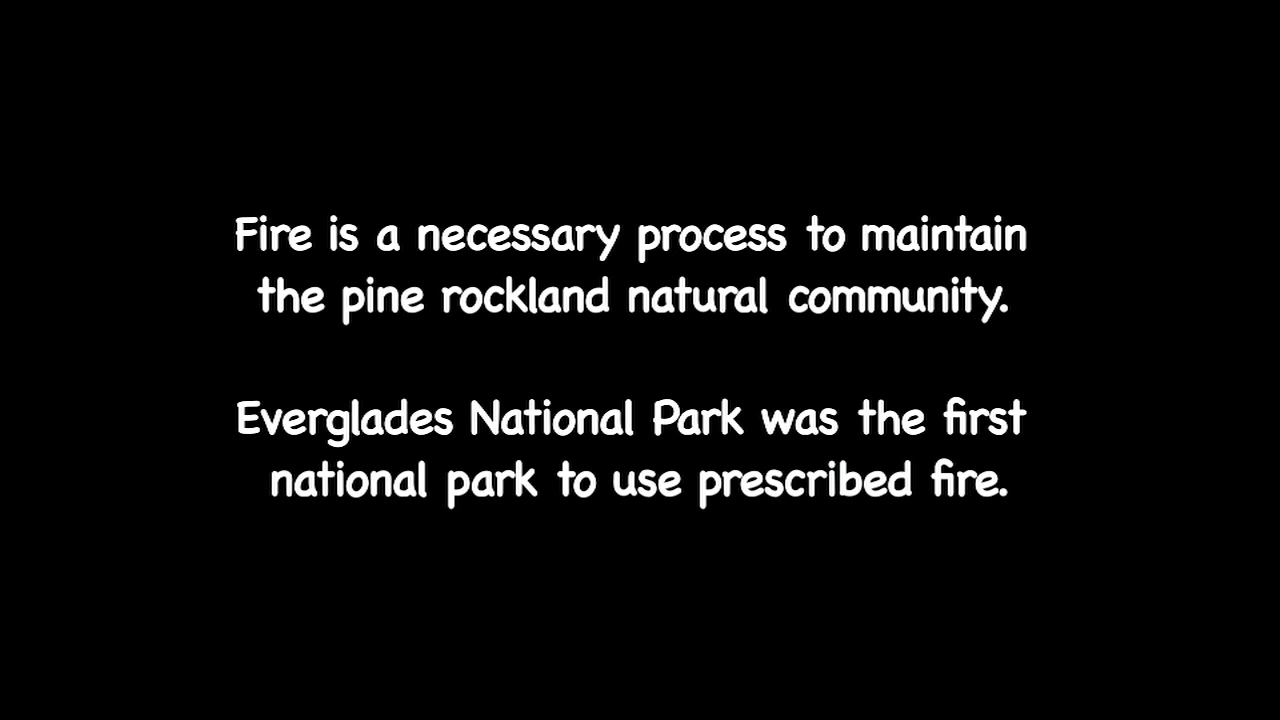 Fire is a necessary process to maintain
the pine rockland natural community.
Everglades National Park was the first
national park to use prescribed fire.